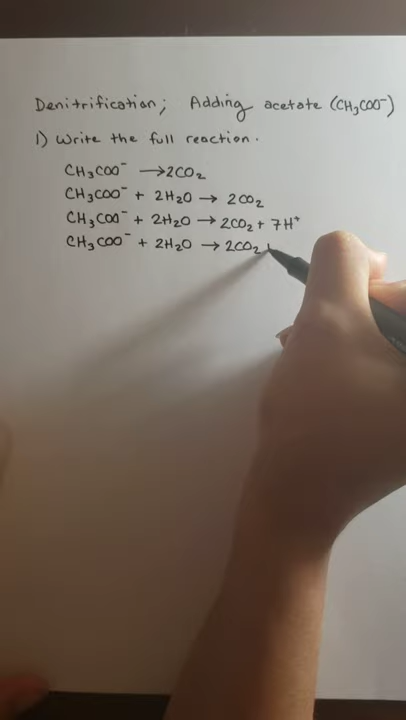 Denitrification; Adding acetate (CH₃COO⁻)
1) Write the full reaction.
CH₃COO⁻ → 2CO₂
CH₃COO⁻ + 2H₂O → 2CO₂
CH₃COO⁻ + 2H₂O → 2CO₂ + 7H⁺
CH₃COO⁻ + 2H₂O → 2CO₂ +